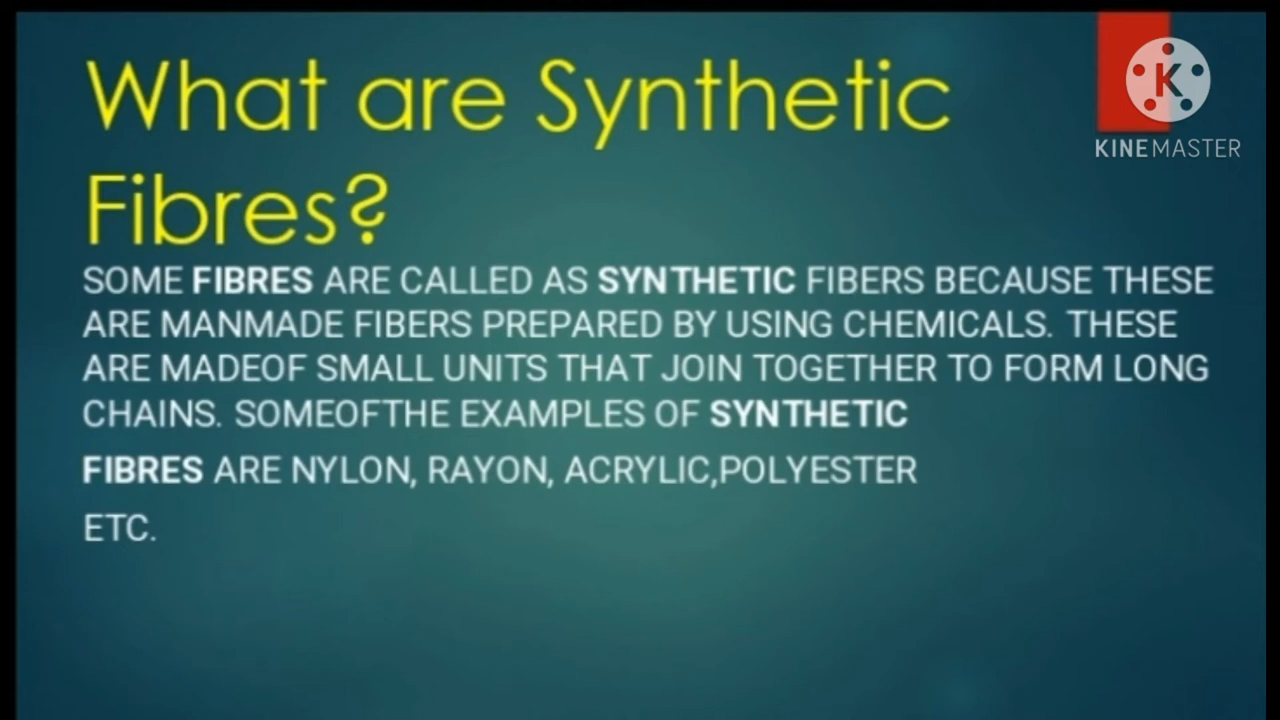 What are Synthetic
Fibres?
K
KINEMASTER
SOME FIBRES ARE CALLED AS SYNTHETIC FIBERS BECAUSE THESE
ARE MANMADE FIBERS PREPARED BY USING CHEMICALS. THESE
ARE MADEOF SMALL UNITS THAT JOIN TOGETHER TO FORM LONG
CHAINS. SOMEOFTHE EXAMPLES OF SYNTHETIC
FIBRES ARE NYLON, RAYON, ACRYLIC,POLYESTER
ETC.